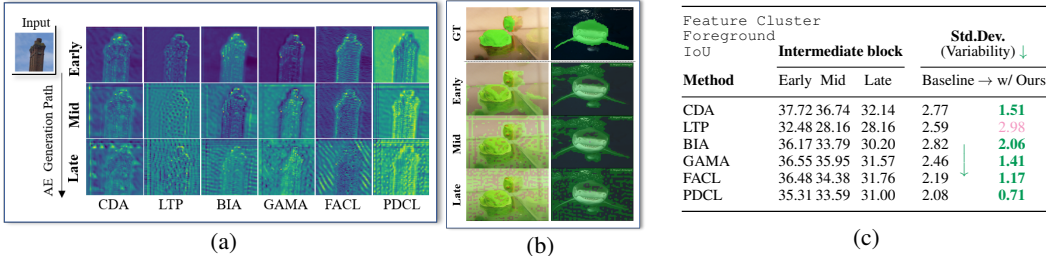 Input
AE Generation Path
Early
Mid
Late
CDA LTP BIA GAMA FACL PDCL
(a)
GT
Early
Mid
Late
(b)
Feature Cluster
Foreground
IoU
Intermediate block
Std.Dev.
(Variability) ↓
Method Early Mid Late Baseline → w/ Ours
CDA 37.72 36.74 32.14 2.77 1.51
LTP 32.48 28.16 28.16 2.59 2.98
BIA 36.17 33.79 30.20 2.82 2.06
GAMA 36.55 35.95 31.57 2.46 1.41
FACL 36.48 34.38 31.76 2.19 1.17
PDCL 35.31 33.59 31.00 2.08 0.71
(c)